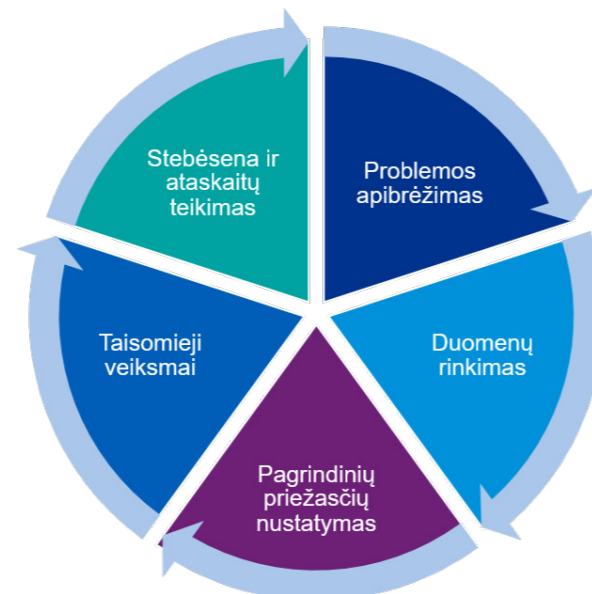 Problemos
apibrėžimas
Duomenų
rinkimas
Pagrindinių
priežasčių
nustatymas
Taisomieji
veiksmai
Stebėsena ir
ataskaitų
teikimas